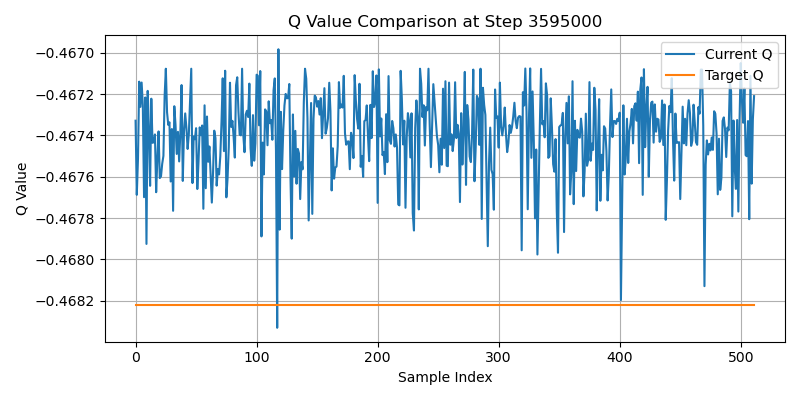 Q Value Comparison at Step 3595000
Q Value
−0.4670
−0.4672
−0.4674
−0.4676
−0.4678
−0.4680
−0.4682
Current Q
Target Q
0
100
200
300
400
500
Sample Index